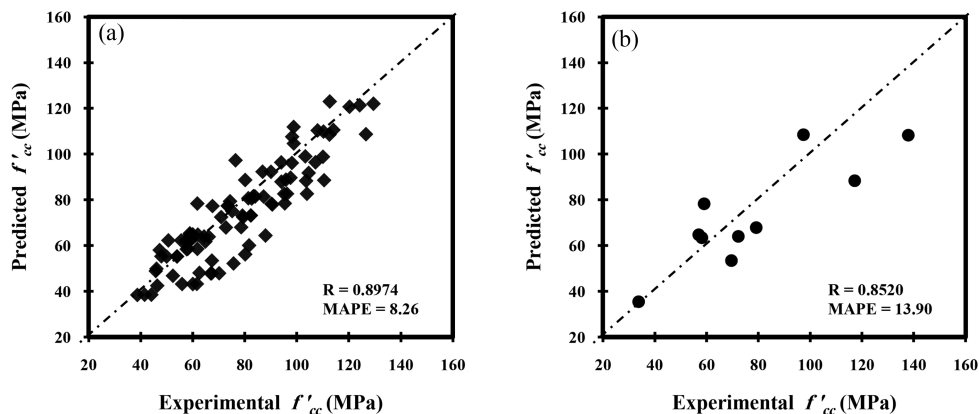 (a)
160
140
120
100
80
60
40
20
Predicted f'cc (MPa)
R = 0.8974
MAPE = 8.26
20 40 60 80 100 120 140 160
Experimental f'cc (MPa)
(b)
160
140
120
100
80
60
40
20
Predicted f'cc (MPa)
R = 0.8520
MAPE = 13.90
20 40 60 80 100 120 140 160
Experimental f'cc (MPa)